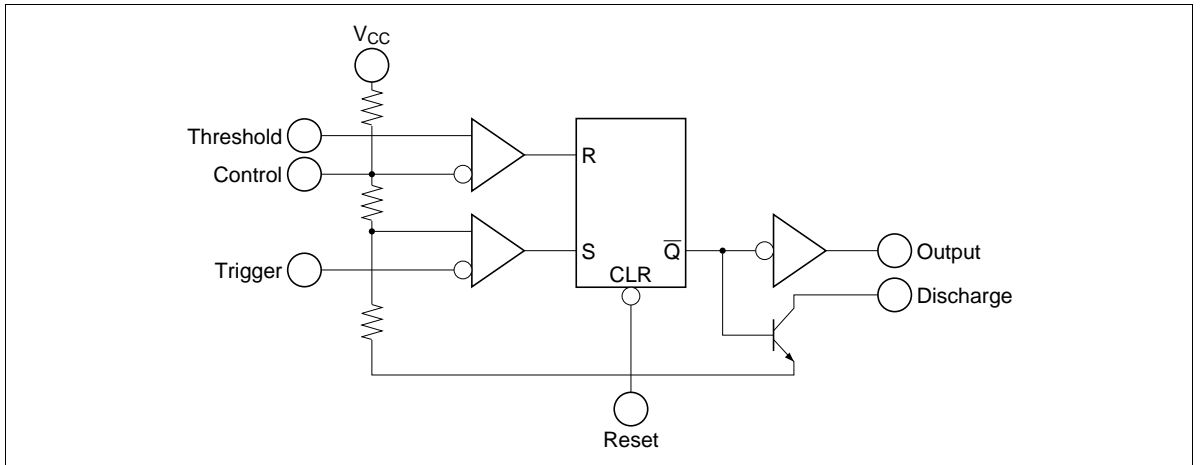 VCC
Threshold
Control
Trigger
R
S
Q̅
CLR
Output
Discharge
Reset